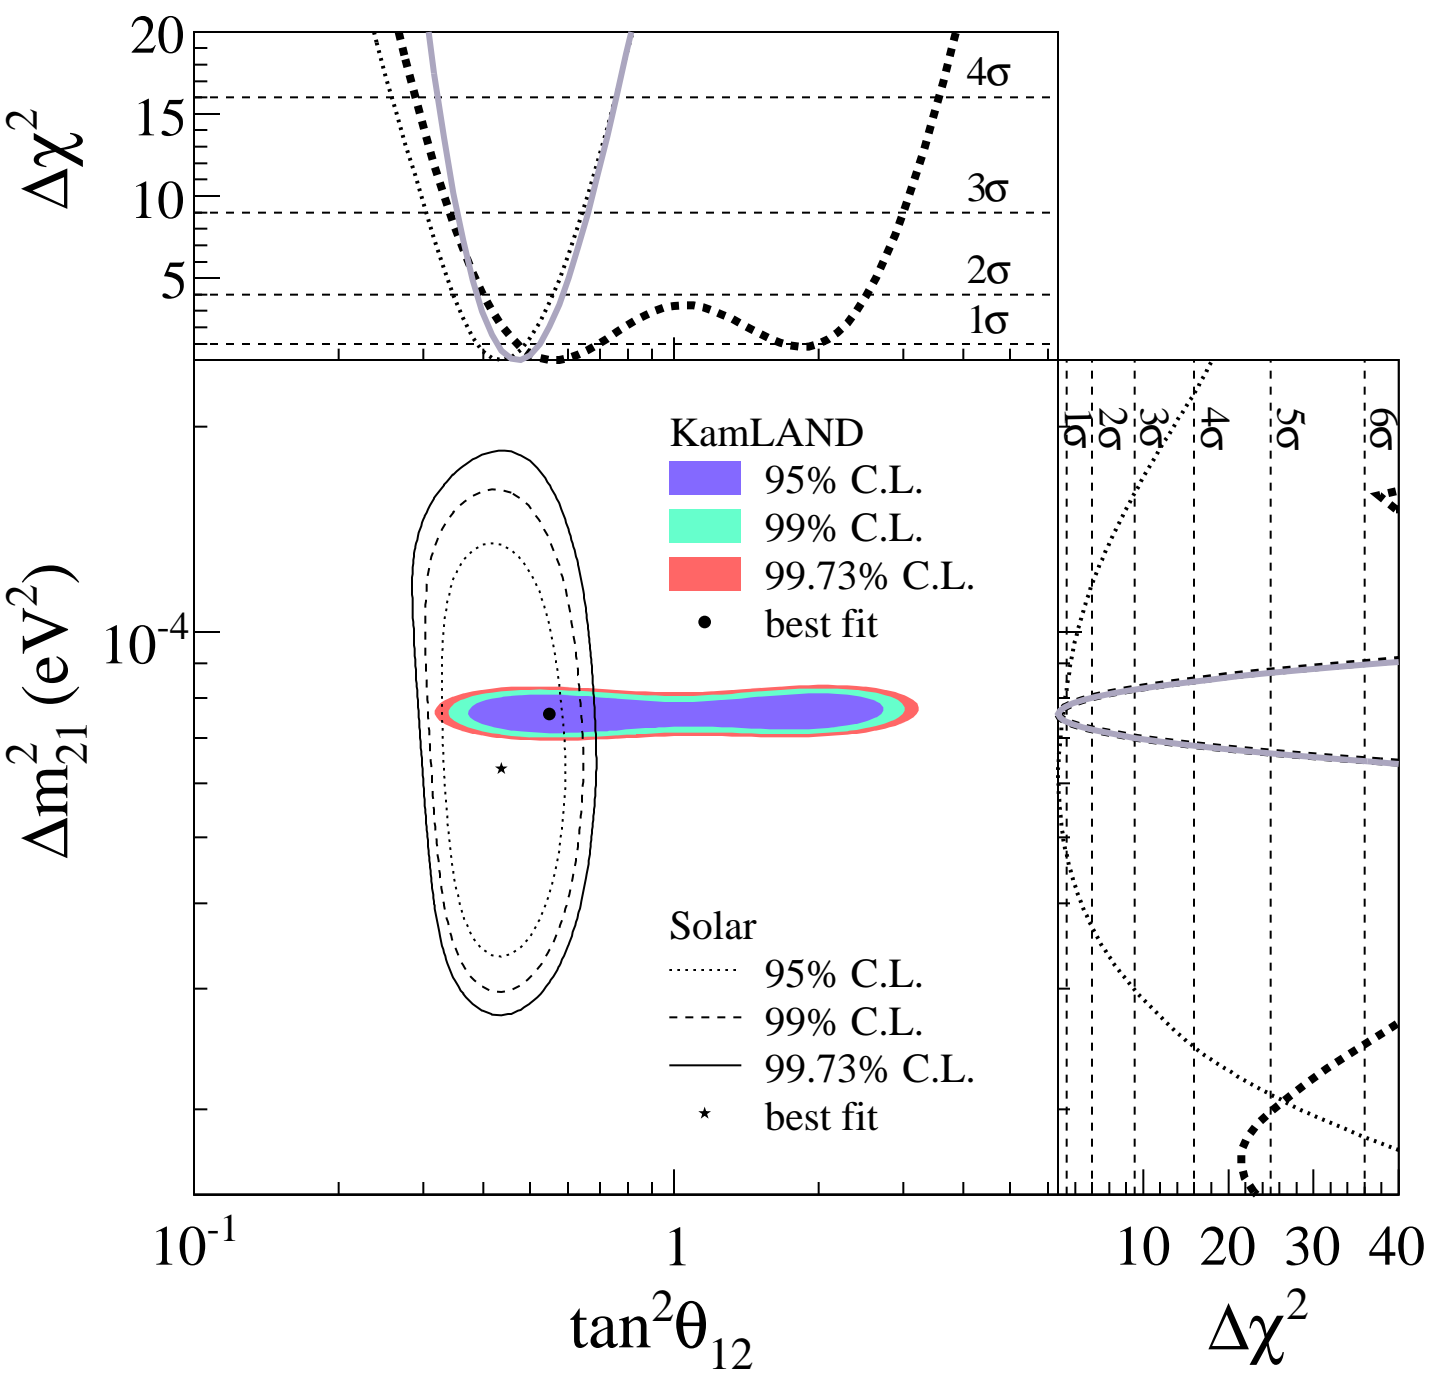 20
15
10
5
Δχ²
4σ
3σ
2σ
1σ
1σ 2σ 3σ 4σ 5σ 6σ
KamLAND
95% C.L.
99% C.L.
99.73% C.L.
best fit
10⁻⁴
Δm²₂₁ (eV²)
Solar
95% C.L.
99% C.L.
99.73% C.L.
best fit
10⁻¹ 1
10 20 30 40
tan²θ₁₂
Δχ²